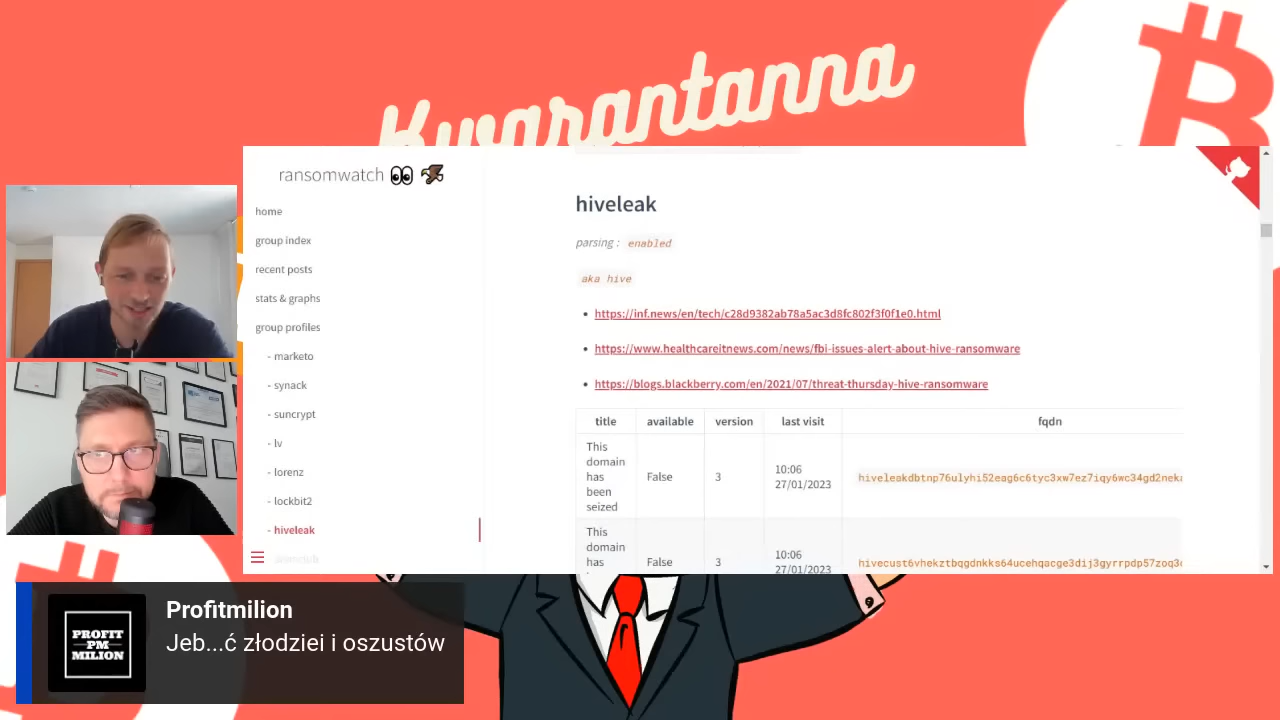 Kwarantanna
ransomwatch
home
group index
recent posts
stats & graphs
group profiles
- marketo
- synack
- suncrypt
- lv
- lorenz
- lockbit2
- hiveleak
hiveleak
parsing : enabled
aka hive
https://inf.news/en/tech/c28d9382ab78a5ac3d8fc802f3f0f1e0.html
https://www.healthcareitnews.com/news/fbi-issues-alert-about-hive-ransomware
https://blogs.blackberry.com/en/2021/07/threat-thursday-hive-ransomware
title available version last visit fqdn
This
domain
has
been
seized
False 3 10:06
27/01/2023
hiveleakdbtnp76ulyhi52eag6c6tyc3xw7ez7iqy6wc34gd2nek
This
domain
False 3 10:06
27/01/2023
hivecust6vhekztbqgdnkks64ucehqacge3dij3gyrrpdp57zoq3
PROFIT
PM
MILION
Profitmilion
Jeb...ć złodziei i oszustów